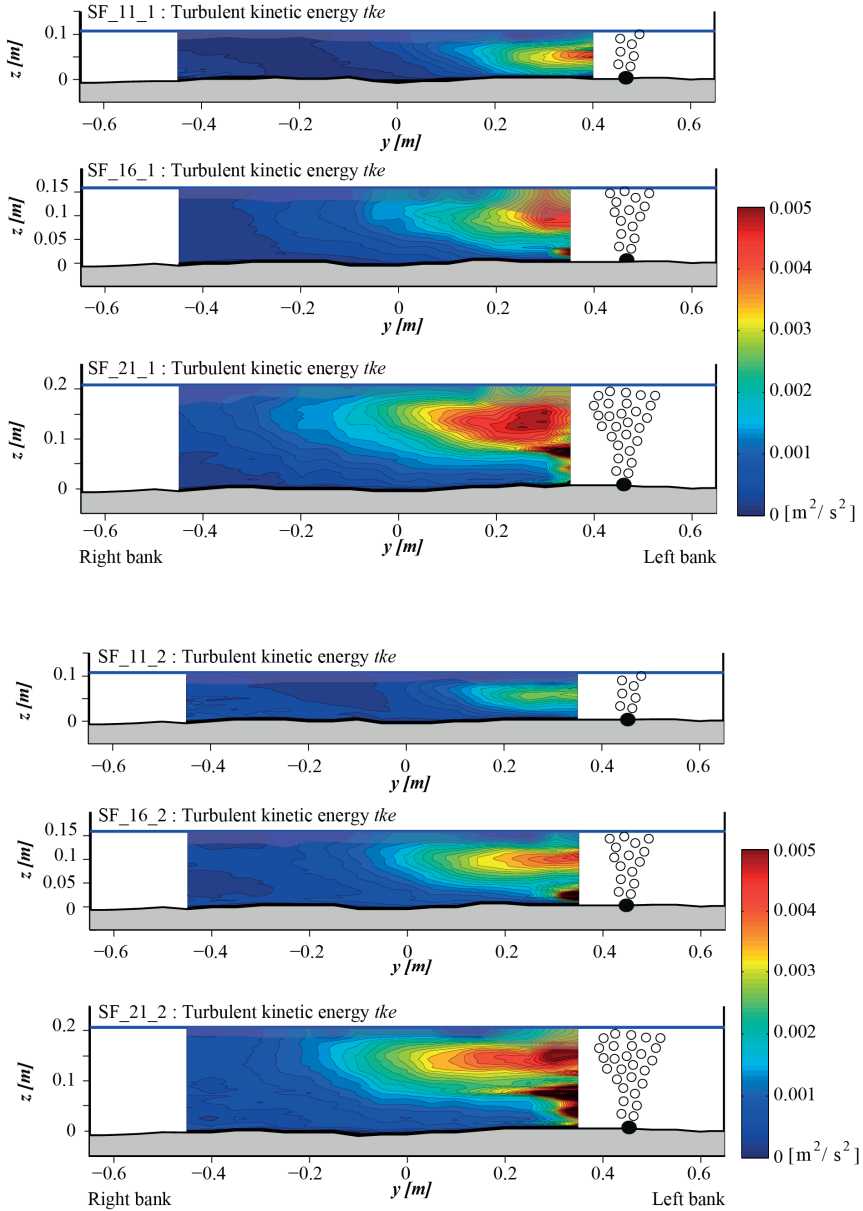 SF_11_1 : Turbulent kinetic energy tke
0.1
0
z [m]
−0.6 −0.4 −0.2 0 0.2 0.4 0.6
y [m]
SF_16_1 : Turbulent kinetic energy tke
0.15
0.1
0.05
0
z [m]
−0.6 −0.4 −0.2 0 0.2 0.4 0.6
y [m]
SF_21_1 : Turbulent kinetic energy tke
0.2
0.1
0
z [m]
−0.6 −0.4 −0.2 0 0.2 0.4 0.6
y [m]
Right bank Left bank
0.005
0.004
0.003
0.002
0.001
0 [m²/ s²]
SF_11_2 : Turbulent kinetic energy tke
0.1
0
z [m]
−0.6 −0.4 −0.2 0 0.2 0.4 0.6
y [m]
SF_16_2 : Turbulent kinetic energy tke
0.15
0.1
0.05
0
z [m]
−0.6 −0.4 −0.2 0 0.2 0.4 0.6
y [m]
SF_21_2 : Turbulent kinetic energy tke
0.2
0.1
0
z [m]
−0.6 −0.4 −0.2 0 0.2 0.4 0.6
y [m]
Right bank Left bank
0.005
0.004
0.003
0.002
0.001
0 [m²/ s²]